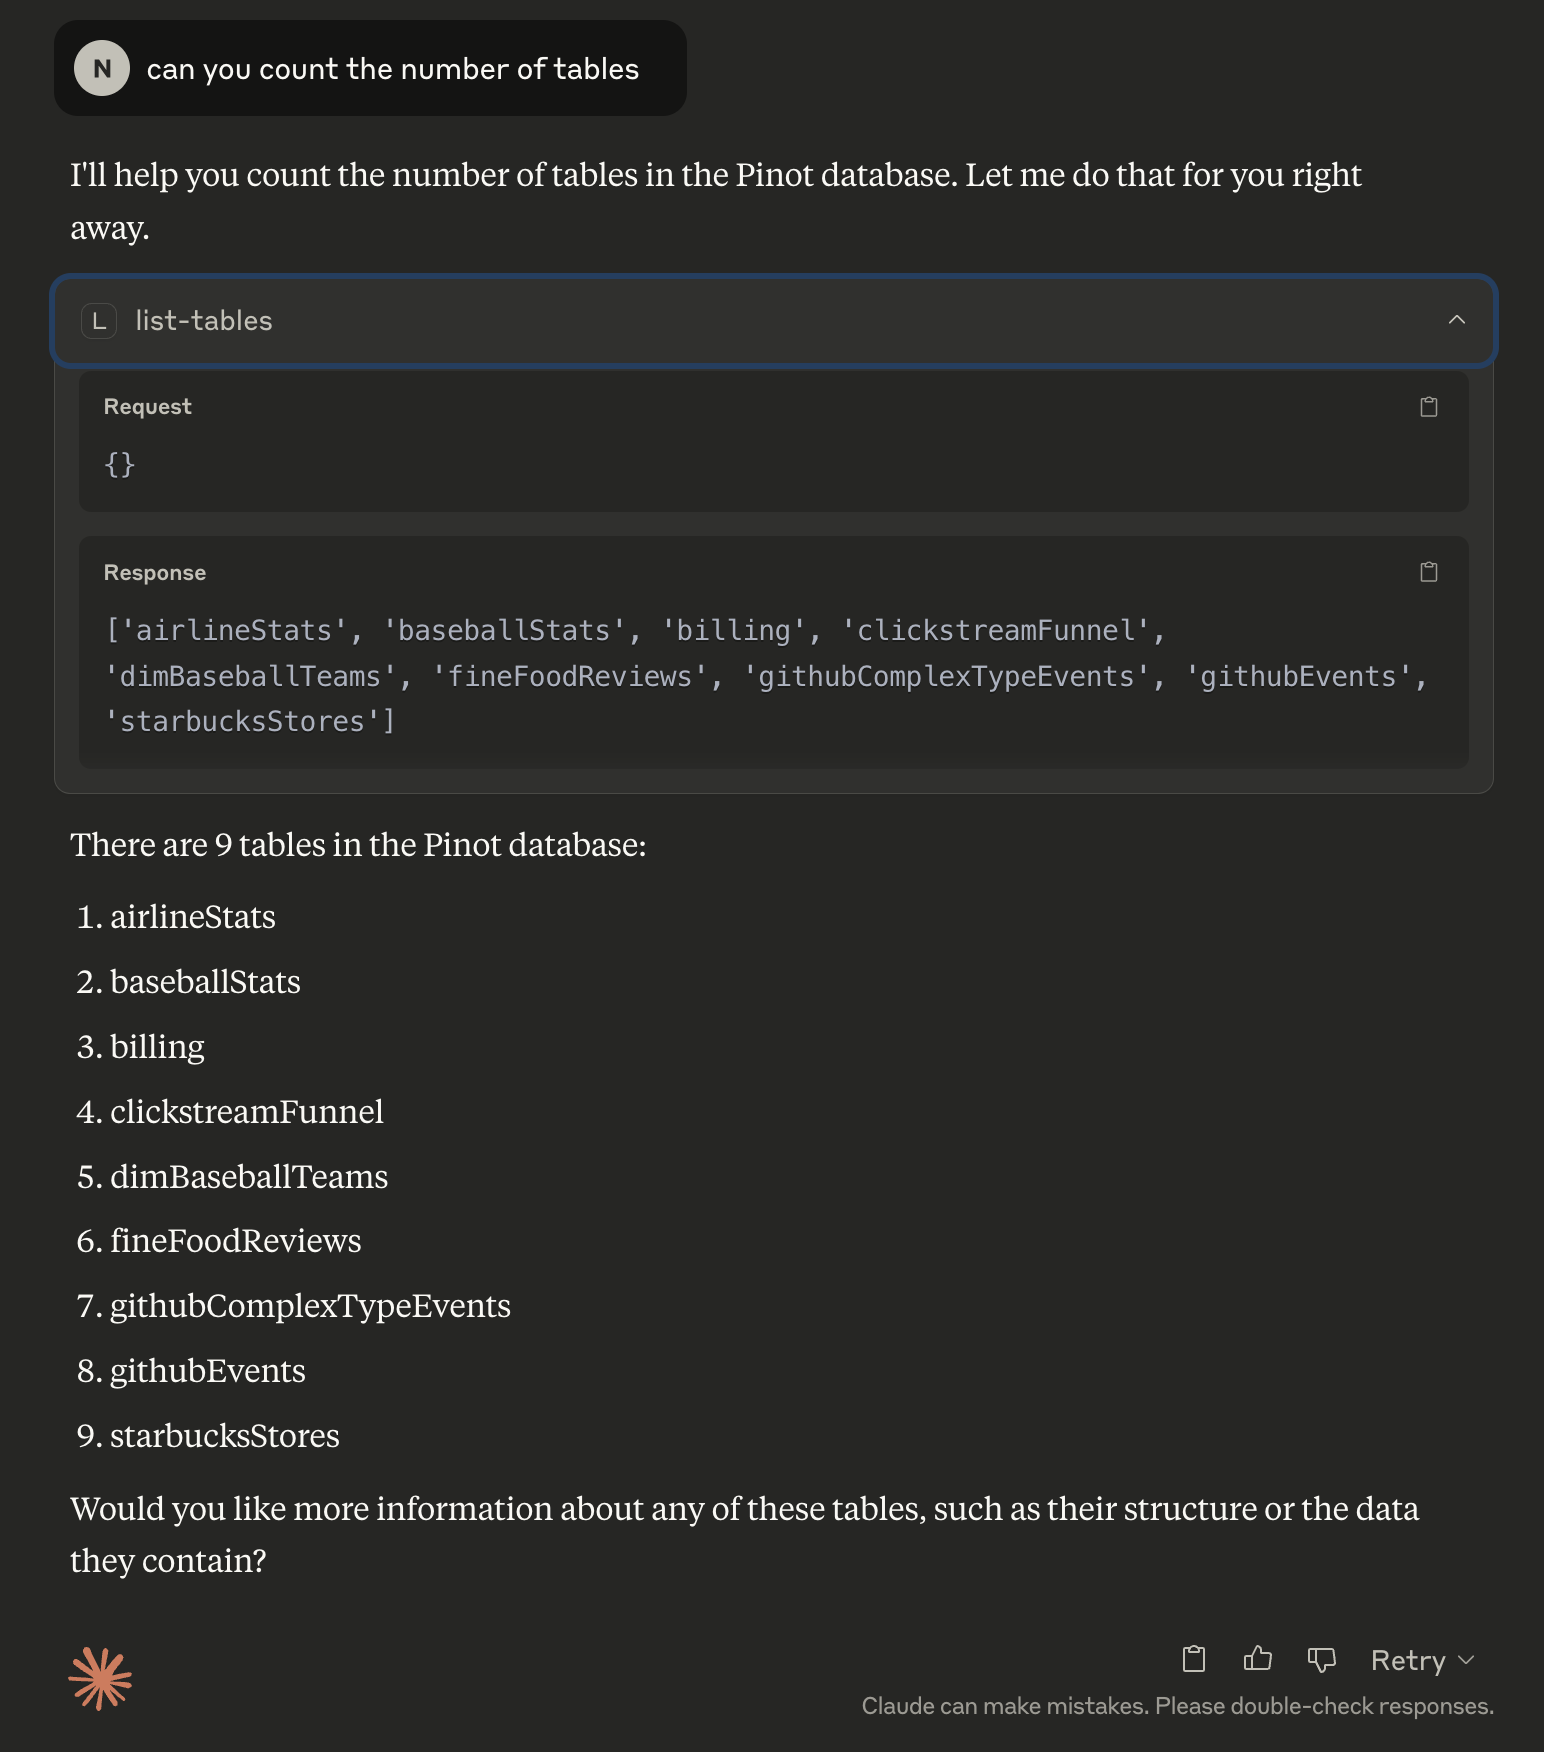 N can you count the number of tables
I'll help you count the number of tables in the Pinot database. Let me do that for you right
away.
L list-tables
Request
{}
Response
['airlineStats', 'baseballStats', 'billing', 'clickstreamFunnel',
'dimBaseballTeams', 'fineFoodReviews', 'githubComplexTypeEvents', 'githubEvents',
'starbucksStores']
There are 9 tables in the Pinot database:
1. airlineStats
2. baseballStats
3. billing
4. clickstreamFunnel
5. dimBaseballTeams
6. fineFoodReviews
7. githubComplexTypeEvents
8. githubEvents
9. starbucksStores
Would you like more information about any of these tables, such as their structure or the data
they contain?
Retry
Claude can make mistakes. Please double-check responses.